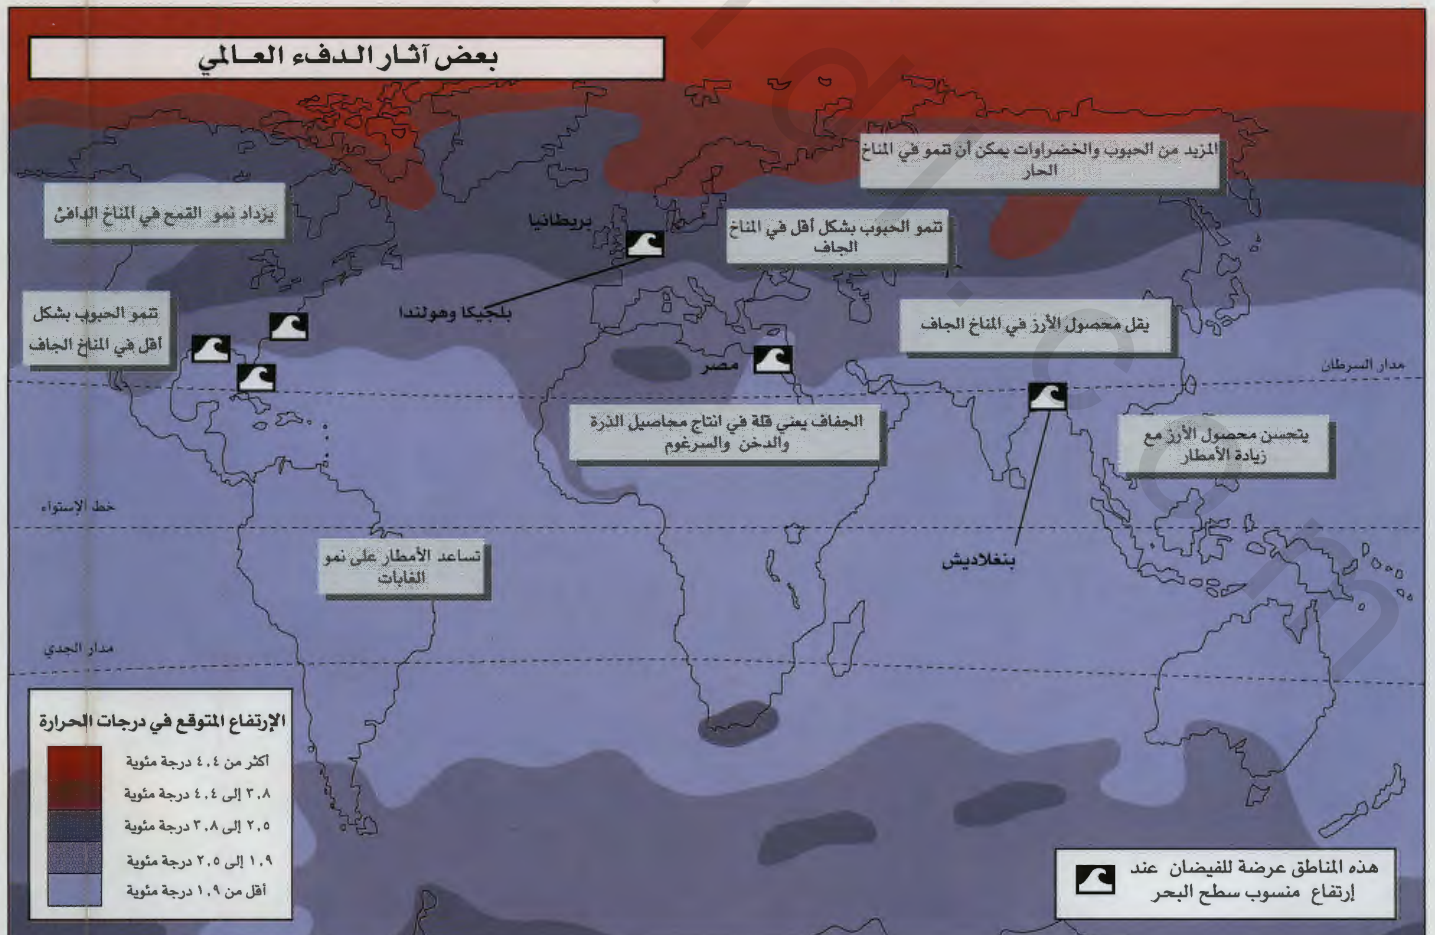 بعض آثار الدفء العالمي
المزيد من الحبوب والخضراوات يمكن أن تنمو في المناخ
الحار
يزداد نمو القمح في المناخ الدافئ
بريطانيا
تنمو الحبوب بشكل أقل في المناخ
الجاف
بلجيكا وهولندا
تنمو الحبوب بشكل
أقل في المناخ الجاف
يقل محصول الأرز في المناخ الجاف
مصر
مدار السرطان
الجفاف يعني قلة في انتاج محاصيل الذرة
والدخن والسرغوم
يتحسن محصول الأرز مع
زيادة الأمطار
خط الإستواء
بنغلاديش
تساعد الأمطار على نمو
الغابات
مدار الجدي
الإرتفاع المتوقع في درجات الحرارة
أكثر من ٤,٤ درجة مئوية
٣,٨ إلى ٤,٤ درجة مئوية
٢,٥ إلى ٣,٨ درجة مئوية
١,٩ إلى ٢,٥ درجة مئوية
أقل من ١,٩ درجة مئوية
هذه المناطق عرضة للفيضان عند
إرتفاع منسوب سطح البحر